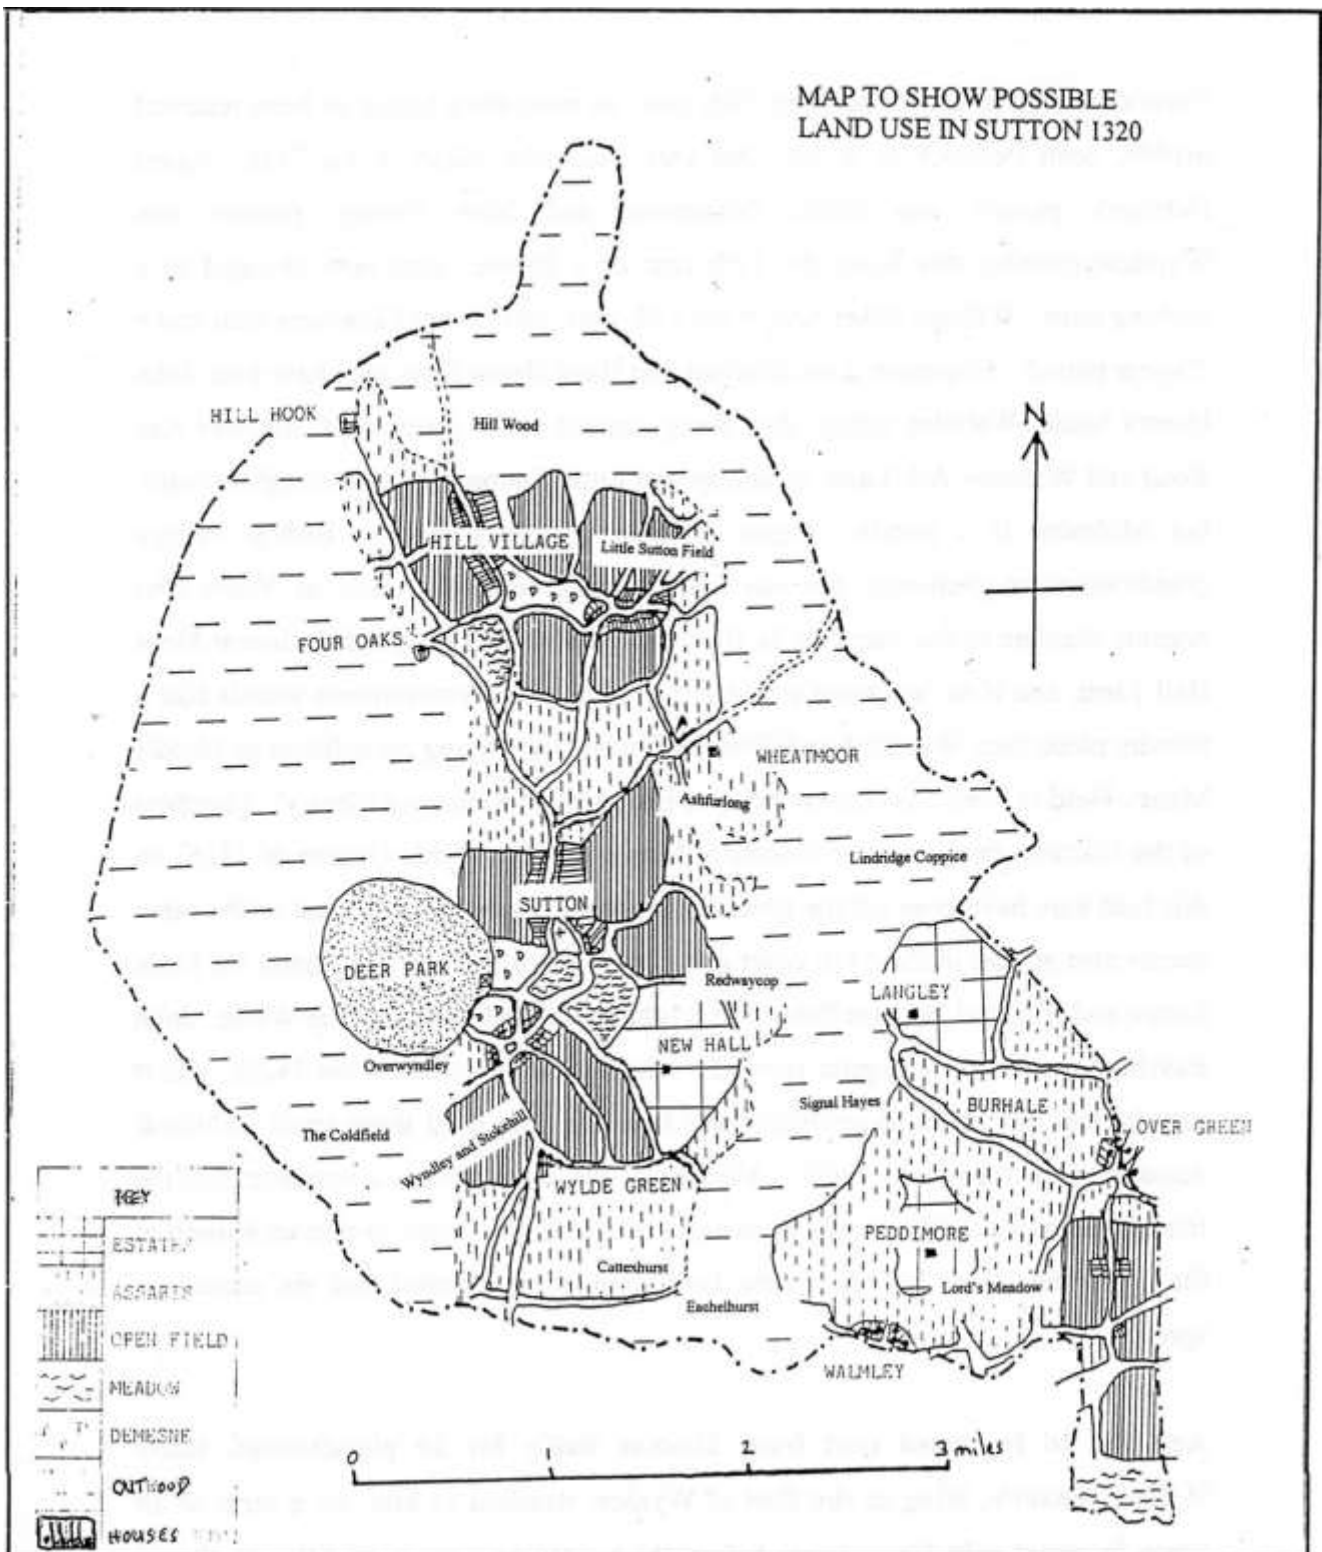 MAP TO SHOW POSSIBLE
LAND USE IN SUTTON 1320
HILL HOOK
Hill Wood
N
HILL VILLAGE
Little Sutton Field
FOUR OAKS
WHEATMOOR
Ashfurlong
Lindridge Coppice
SUTTON
DEER PARK
Redwaycop
LANGLEY
NEW HALL
Overwyndley
Signal Hayes
BURHALE
OVER GREEN
The Coldfield
Wyndley and Stokehill
WYLDE GREEN
PEDDIMORE
Cattexhurst
Lord's Meadow
Eachelhurst
WALMLEY
KEY
ESTATE
ASSARTS
OPEN FIELD
MEADOW
DEMESNE
OUTWOOD
HOUSES
0
1
2
3 miles